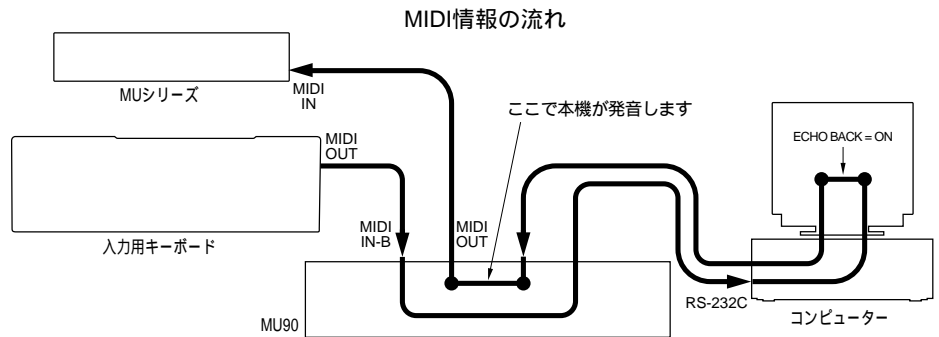 MIDI情報の流れ
MUシリーズ
MIDI
IN
ここで本機が発音します
MIDI
OUT
入力用キーボード
MIDI
IN-B
MIDI
OUT
ECHO BACK = ON
MU90
RS-232C
コンピューター